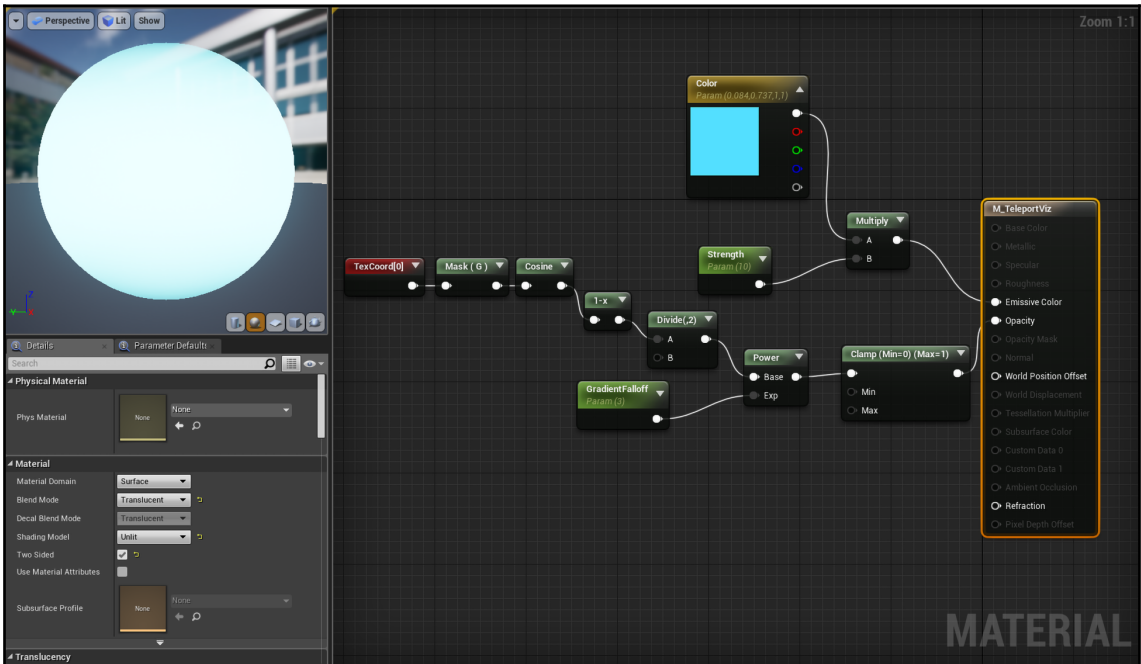 Perspective Lit Show
Zoom 1:1
Color
Param (0.084,0.737,1,1)
Multiply
A
B
Strength
Param (10)
TexCoord[0]
Mask ( G )
Cosine
1-x
Divide(,2)
A
B
Power
Base
Exp
GradientFalloff
Param (3)
Clamp (Min=0) (Max=1)
Min
Max
M_TeleportViz
Base Color
Metallic
Specular
Roughness
Emissive Color
Opacity
Opacity Mask
Normal
World Position Offset
World Displacement
Tessellation Multiplier
Subsurface Color
Custom Data 0
Custom Data 1
Ambient Occlusion
Refraction
Pixel Depth Offset
MATERIAL
Z
Y
X
Details Parameter Defaults
Search
Physical Material
Phys Material None None
Material
Material Domain Surface
Blend Mode Translucent
Decal Blend Mode Translucent
Shading Model Unlit
Two Sided
Use Material Attributes
Subsurface Profile None None
Translucency